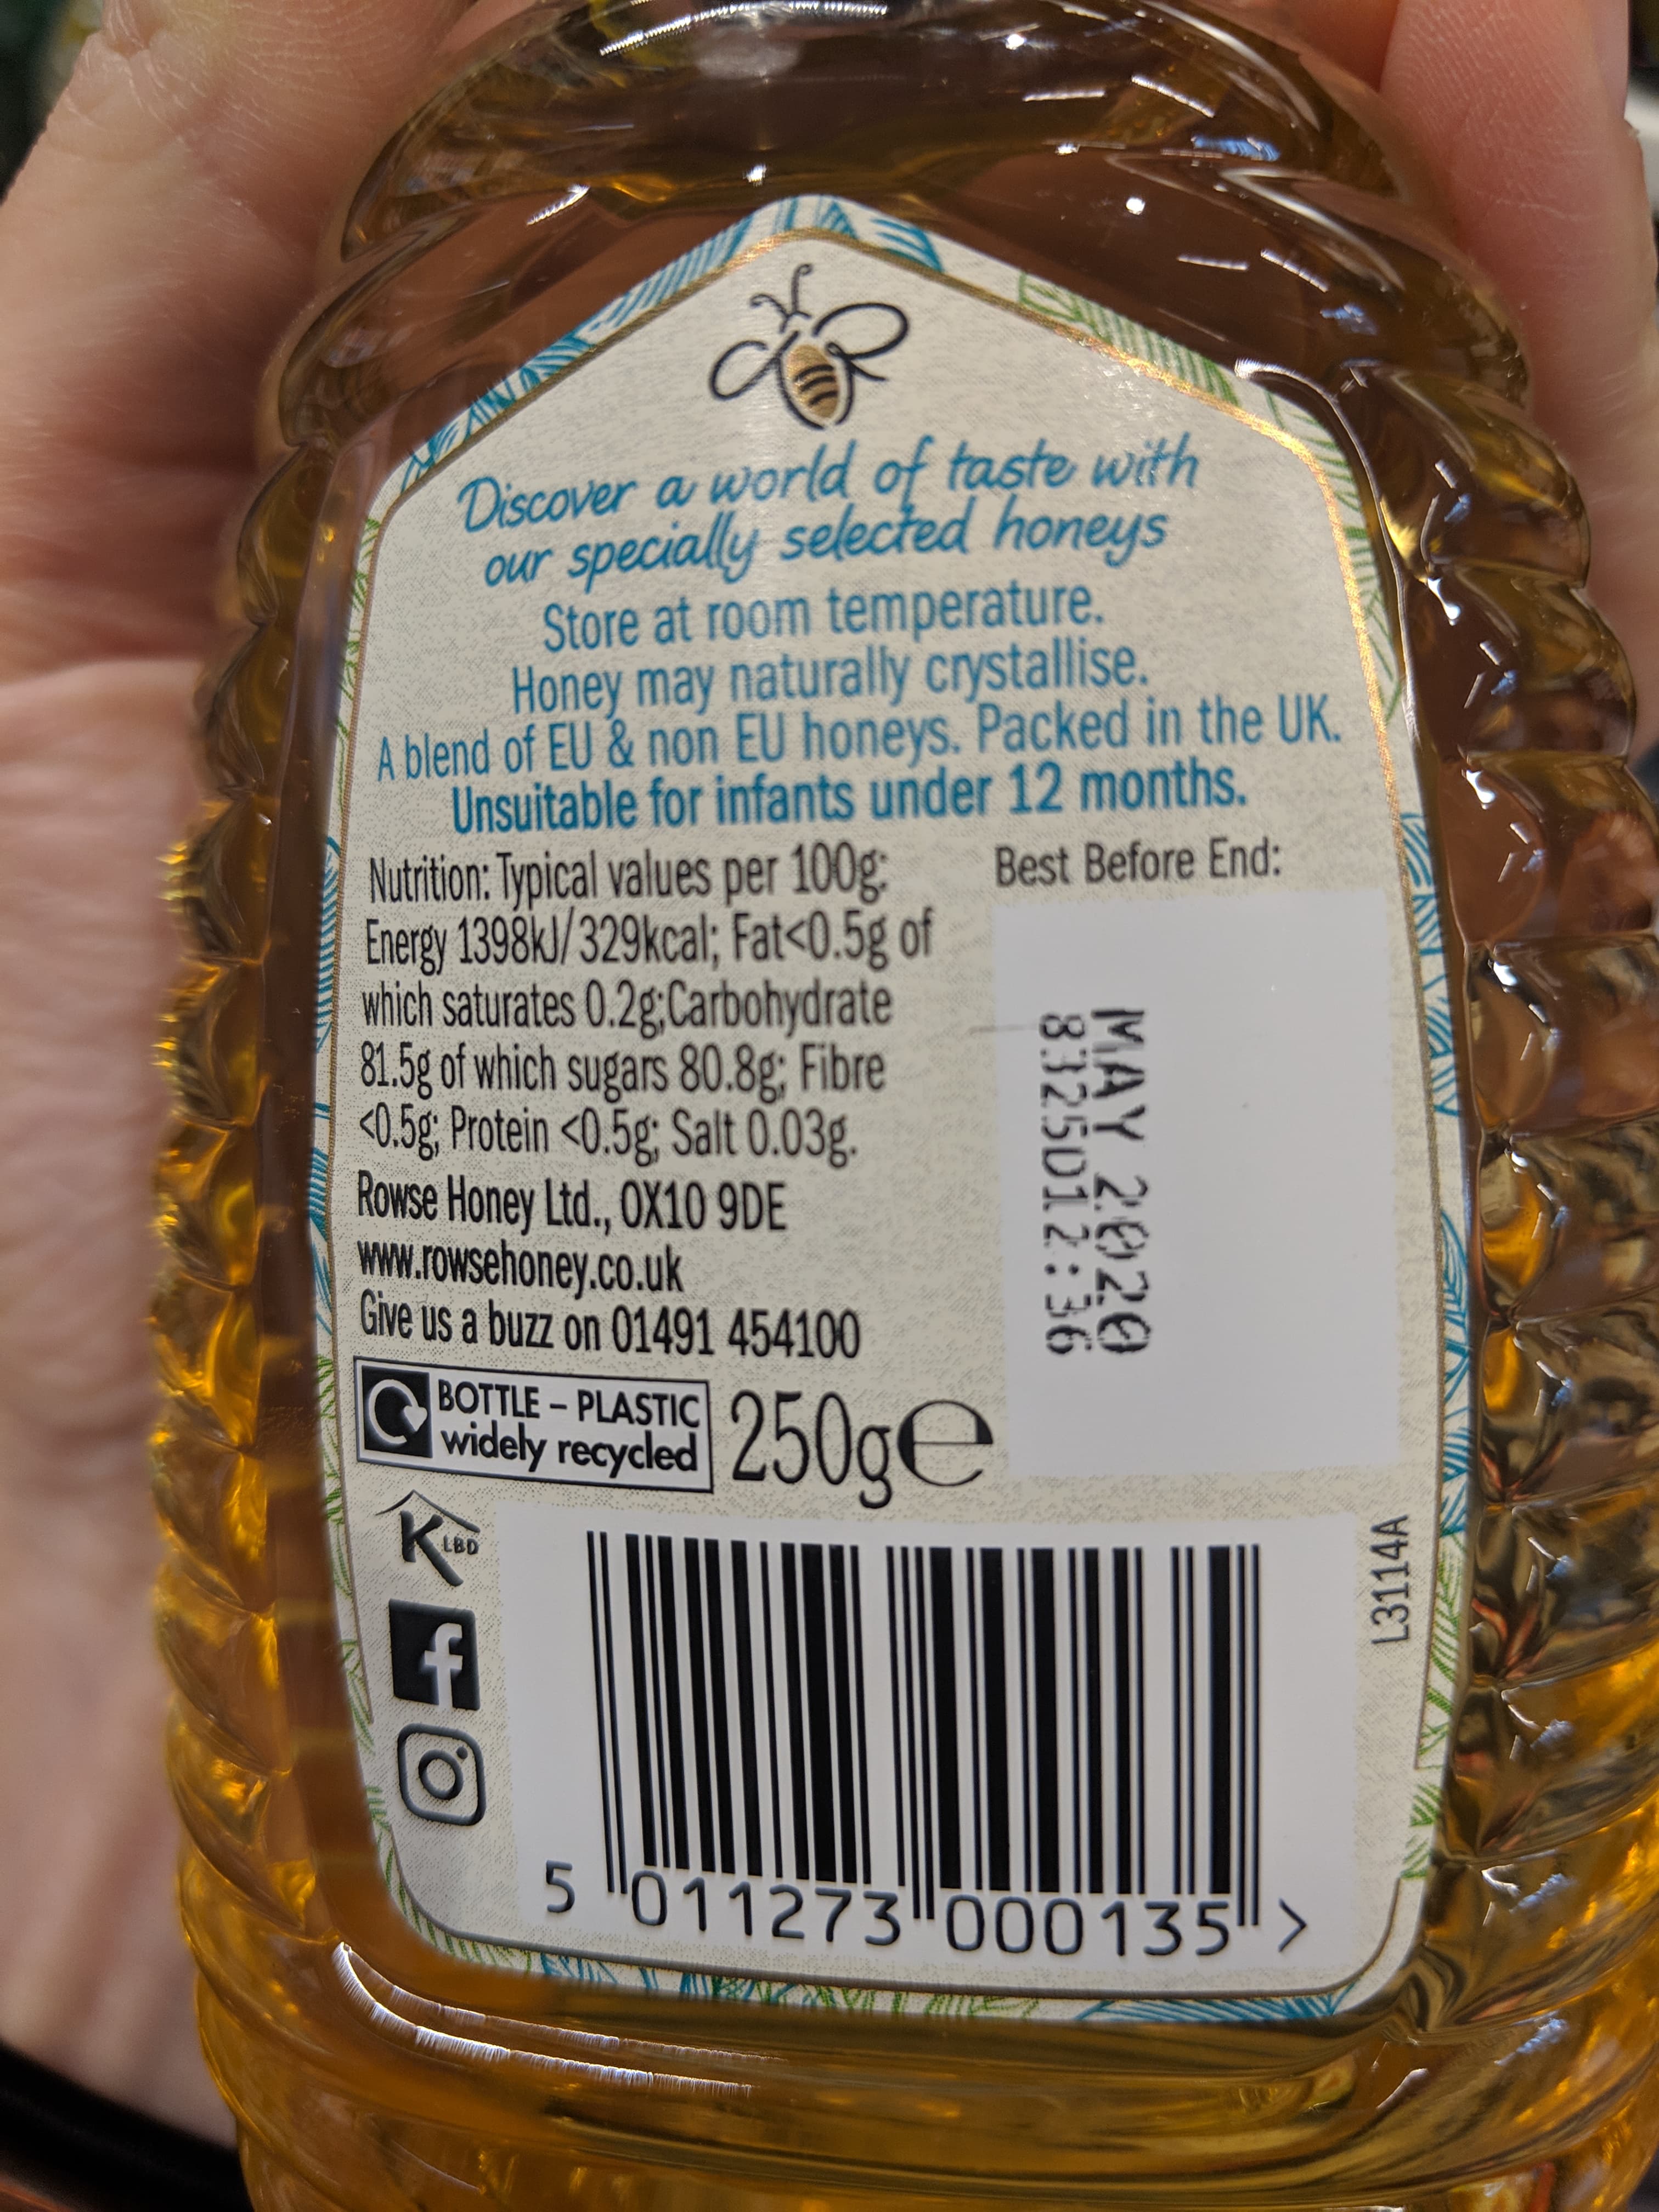 Discover a world of taste with
our specially selected honeys
Store at room temperature.
Honey may naturally crystallise.
A blend of EU & non EU honeys. Packed in the UK.
Unsuitable for infants under 12 months.
Nutrition: Typical values per 100g:
Energy 1398kJ/329kcal; Fat<0.5g of
which saturates 0.2g;Carbohydrate
81.5g of which sugars 80.8g; Fibre
<0.5g; Protein <0.5g; Salt 0.03g.
Rowse Honey Ltd., OX10 9DE
www.rowsehoney.co.uk
Give us a buzz on 01491 454100
Best Before End:
MAY 2020
8325D12:36
BOTTLE – PLASTIC
widely recycled
250g℮
K LBD
L3114A
5 011273 000135 >